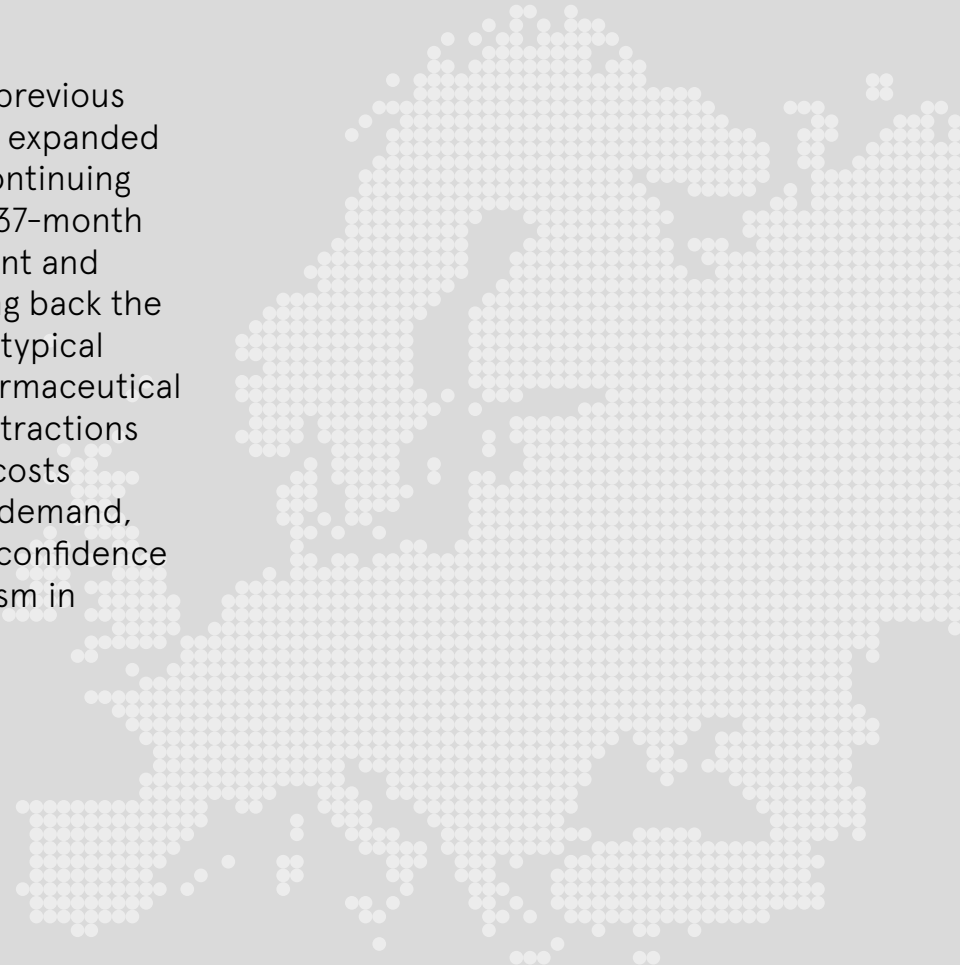 previous
expanded
ontinuing
37-month
nt and
g back the
typical
rmaceutical
tractions
costs
demand,
confidence
sm in